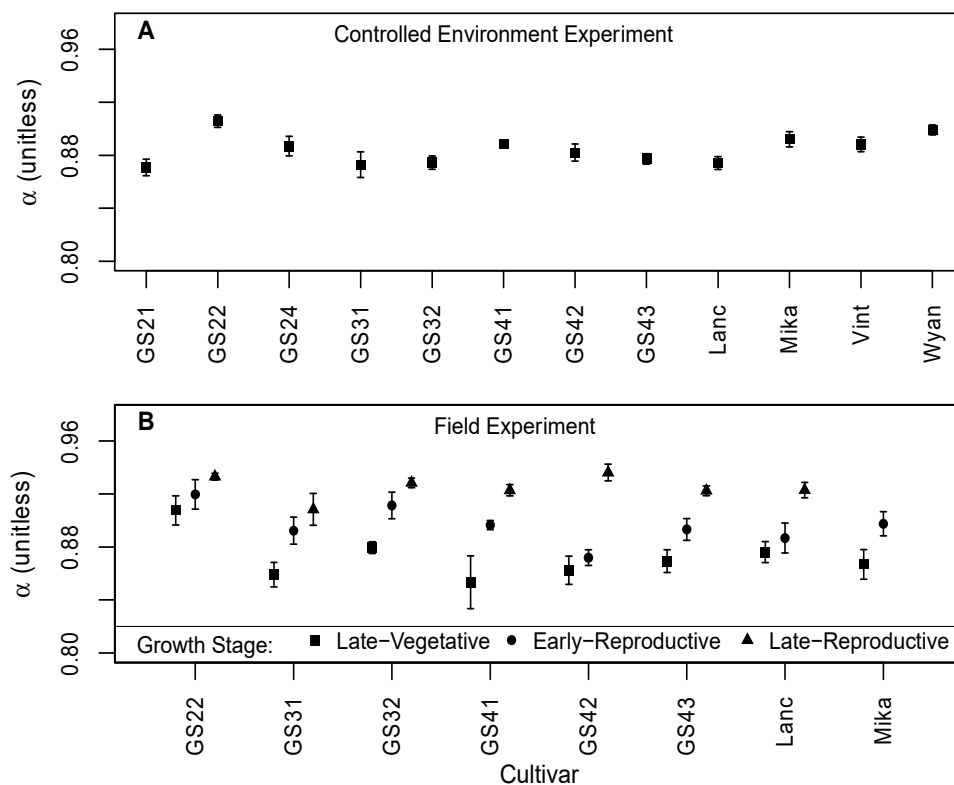 A
Controlled Environment Experiment
α (unitless)
0.96
0.88
0.80
GS21
GS22
GS24
GS31
GS32
GS41
GS42
GS43
Lanc
Mika
Vint
Wyan
B
Field Experiment
α (unitless)
0.96
0.88
0.80
Growth Stage: Late−Vegetative Early−Reproductive Late−Reproductive
GS22
GS31
GS32
GS41
GS42
GS43
Lanc
Mika
Cultivar